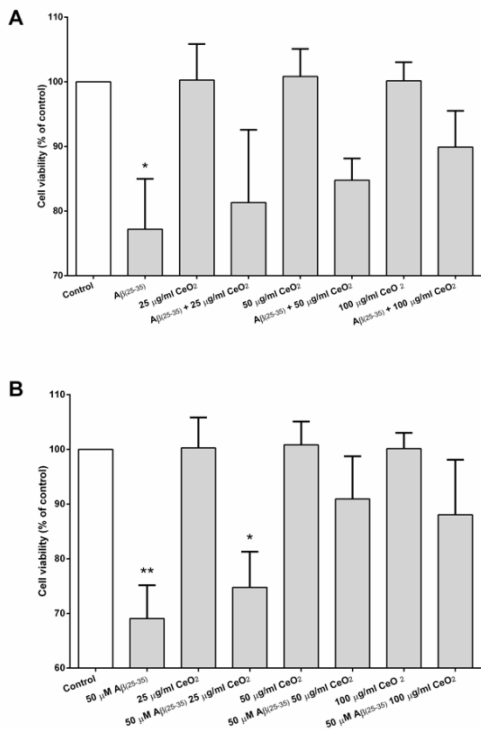 A
110
100
90
80
70
Cell viability (% of control)
*
Control
Aβ(25-35)
25 μg/ml CeO2
Aβ(25-35) + 25 μg/ml CeO2
50 μg/ml CeO2
Aβ(25-35) + 50 μg/ml CeO2
100 μg/ml CeO 2
Aβ(25-35) + 100 μg/ml CeO2
B
110
100
90
80
70
60
Cell viability (% of control)
**
*
Control
50 μM Aβ(25-35)
25 μg/ml CeO2
50 μM Aβ(25-35) 25 μg/ml CeO2
50 μg/ml CeO2
50 μM Aβ(25-35) 50 μg/ml CeO2
100 μg/ml CeO 2
50 μM Aβ(25-35) 100 μg/ml CeO2